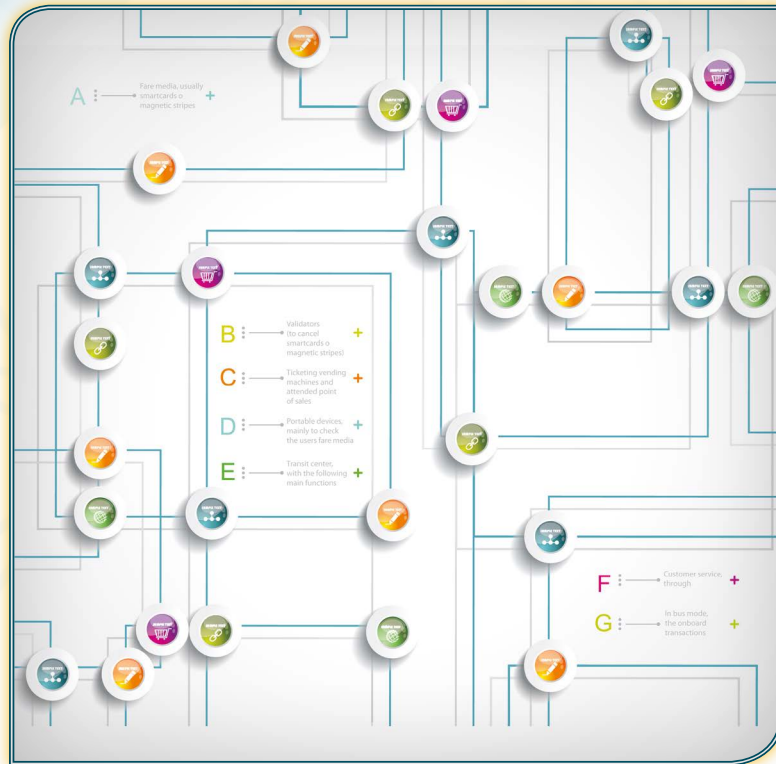 A
Fare media, usually
smartcards o
magnetic stripes
B
Validators
(to cancel
smartcards o
magnetic stripes)
C
Ticketing vending
machines and
attended point
of sales
D
Portable devices,
mainly to check
the users fare media
E
Transit center,
with the following
main functions
F
Customer service,
through
G
In bus mode,
the onboard
transactions